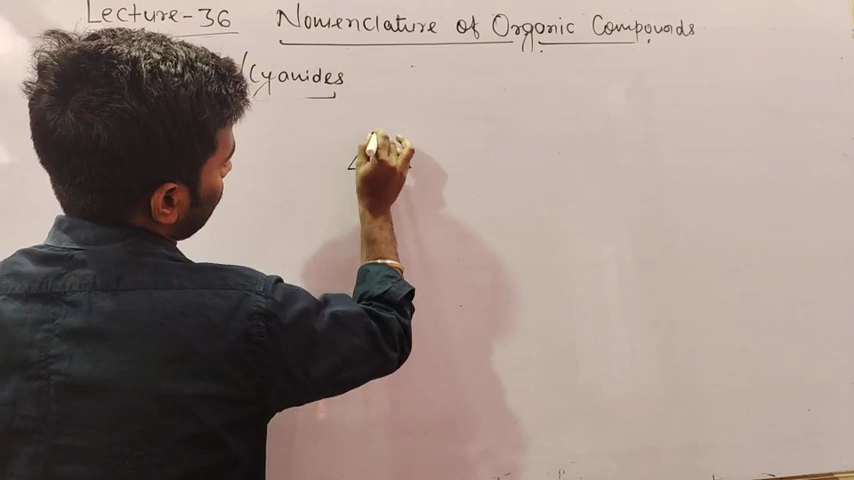 Lecture-36 Nomenclature of Organic Compounds
/Cyanides